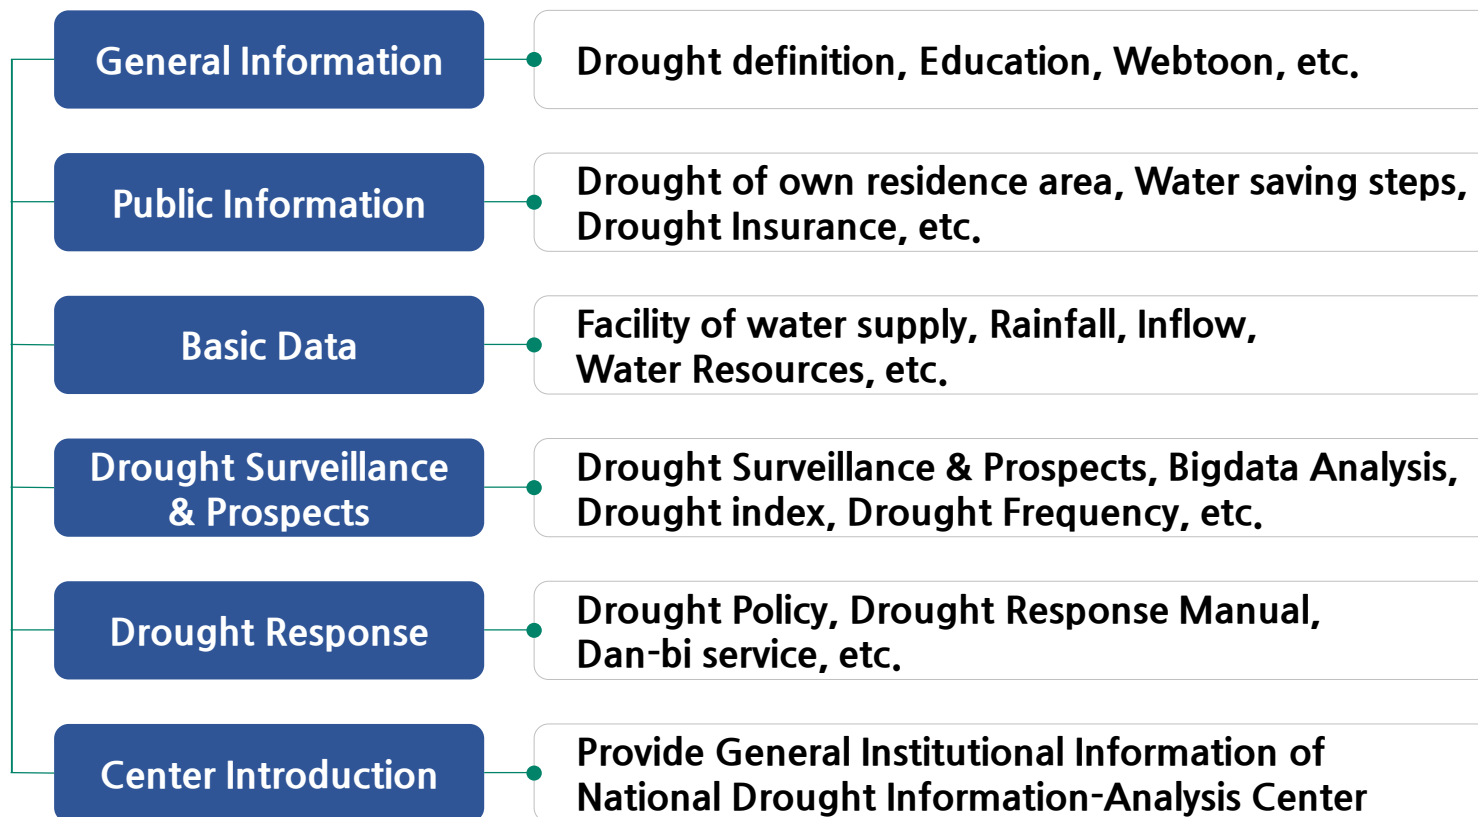 General Information
Drought definition, Education, Webtoon, etc.
Public Information
Drought of own residence area, Water saving steps,
Drought Insurance, etc.
Basic Data
Facility of water supply, Rainfall, Inflow,
Water Resources, etc.
Drought Surveillance
& Prospects
Drought Surveillance & Prospects, Bigdata Analysis,
Drought index, Drought Frequency, etc.
Drought Response
Drought Policy, Drought Response Manual,
Dan-bi service, etc.
Center Introduction
Provide General Institutional Information of
National Drought Information-Analysis Center